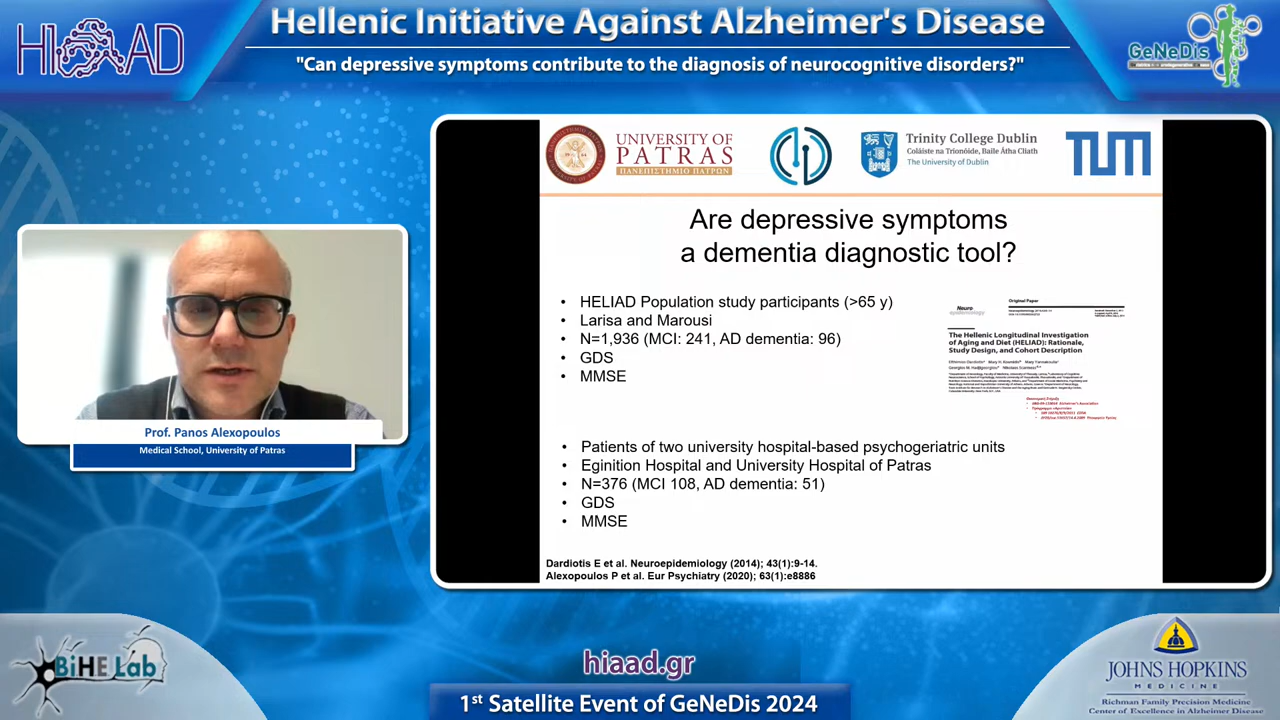 HIAAD
Hellenic Initiative Against Alzheimer's Disease
"Can depressive symptoms contribute to the diagnosis of neurocognitive disorders?"
GeNeDis
UNIVERSITY OF
PATRAS
ΠΑΝΕΠΙΣΤΗΜΙΟ ΠΑΤΡΩΝ
Trinity College Dublin
Coláiste na Tríonóide, Baile Átha Cliath
The University of Dublin
TUM
Are depressive symptoms
a dementia diagnostic tool?
• HELIAD Population study participants (>65 y)
• Larisa and Marousi
• N=1,936 (MCI: 241, AD dementia: 96)
• GDS
• MMSE
Neuro
epidemiology
Original Paper
The Hellenic Longitudinal Investigation
of Aging and Diet (HELIAD): Rationale,
Study Design, and Cohort Description
• Patients of two university hospital-based psychogeriatric units
• Eginition Hospital and University Hospital of Patras
• N=376 (MCI 108, AD dementia: 51)
• GDS
• MMSE
Dardiotis E et al. Neuroepidemiology (2014); 43(1):9-14.
Alexopoulos P et al. Eur Psychiatry (2020); 63(1):e8886
Prof. Panos Alexopoulos
Medical School, University of Patras
BiHE Lab
hiaad.gr
1st Satellite Event of GeNeDis 2024
JOHNS HOPKINS
MEDICINE
Richman Family Precision Medicine
Center of Excellence in Alzheimer Disease